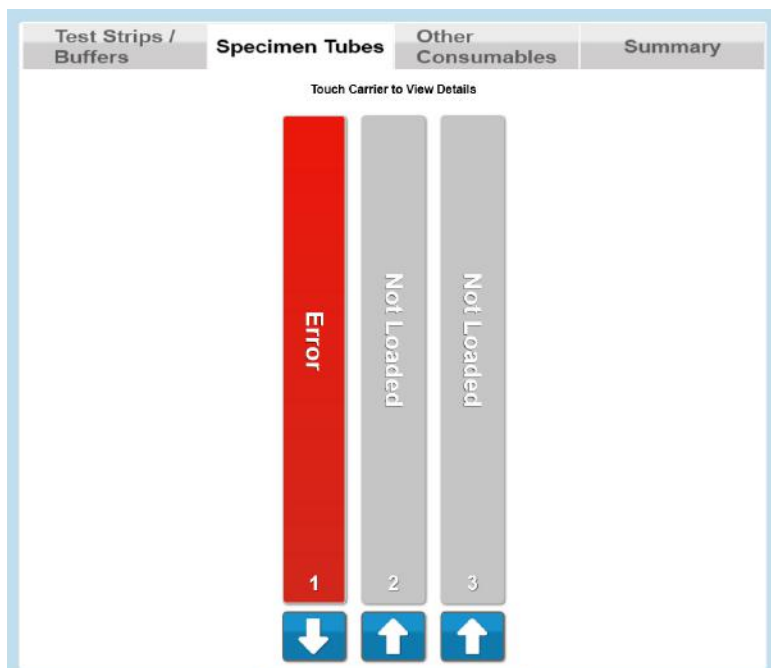 Test Strips /
Buffers
Specimen Tubes
Other
Consumables
Summary
Touch Carrier to View Details
Error
Not Loaded
Not Loaded
1
2
3